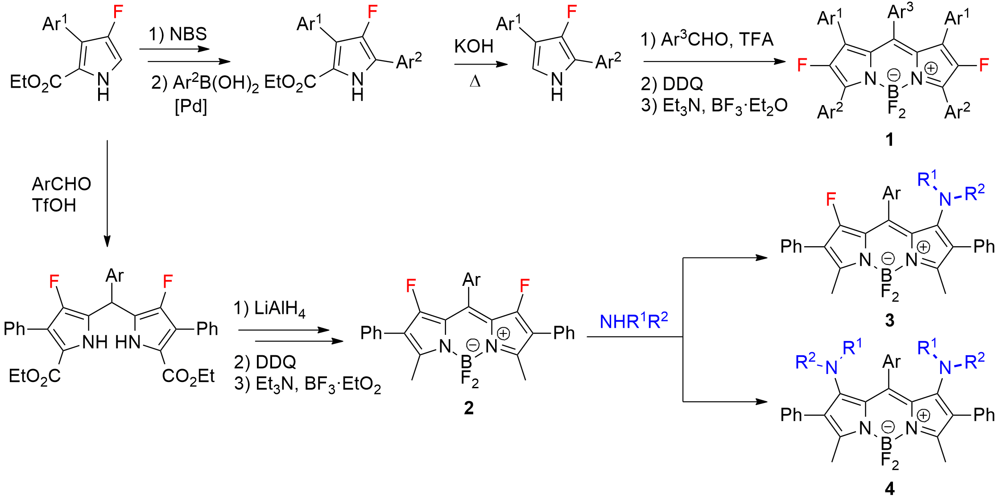 Ar¹ F
EtO₂C N
H
1) NBS
2) Ar²B(OH)₂
[Pd]
Ar¹ F
Ar²
EtO₂C N
H
KOH
Δ
Ar¹ F
Ar²
N
H
1) Ar³CHO, TFA
2) DDQ
3) Et₃N, BF₃·Et₂O
Ar¹ Ar³ Ar¹
F N ⊖ N ⊕ F
B
Ar² F₂ Ar²
1
ArCHO
TfOH
F Ar F
Ph NH HN Ph
EtO₂C CO₂Et
1) LiAlH₄
2) DDQ
3) Et₃N, BF₃·EtO₂
F Ar F
Ph N ⊖ N ⊕ Ph
B
F₂
2
NHR¹R²
R¹
F Ar N R²
Ph N ⊖ N ⊕ Ph
B
F₂
3
R¹ R¹
R² N Ar N R²
Ph N ⊖ N ⊕ Ph
B
F₂
4